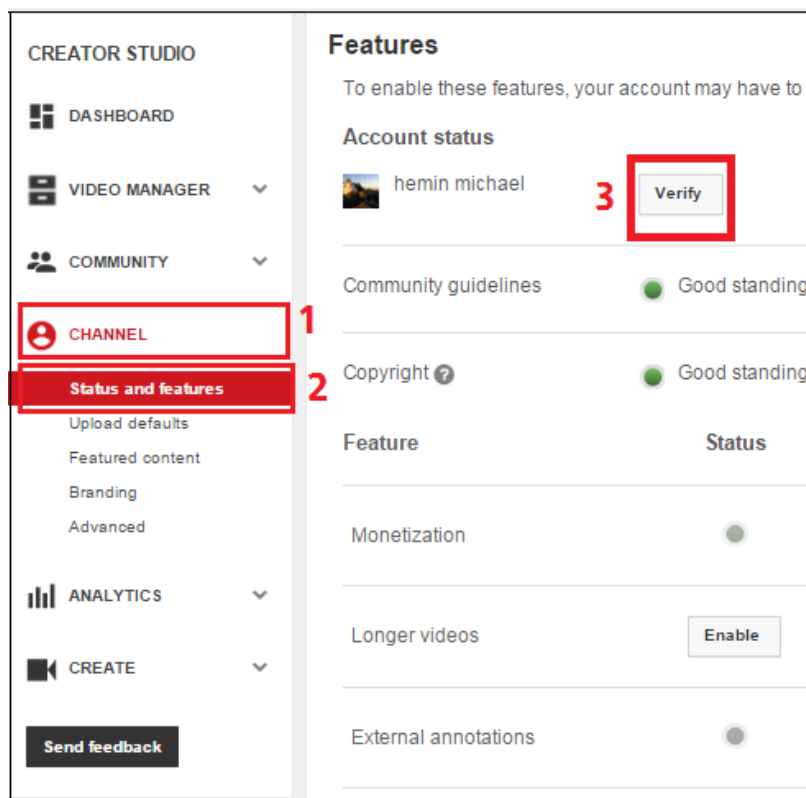 CREATOR STUDIO
DASHBOARD
VIDEO MANAGER
COMMUNITY
CHANNEL
1
Status and features
2
Upload defaults
Featured content
Branding
Advanced
ANALYTICS
CREATE
Send feedback
Features
To enable these features, your account may have to
Account status
hemin michael
3
Verify
Community guidelines
Good standing
Copyright ?
Good standing
Feature Status
Monetization
Longer videos Enable
External annotations